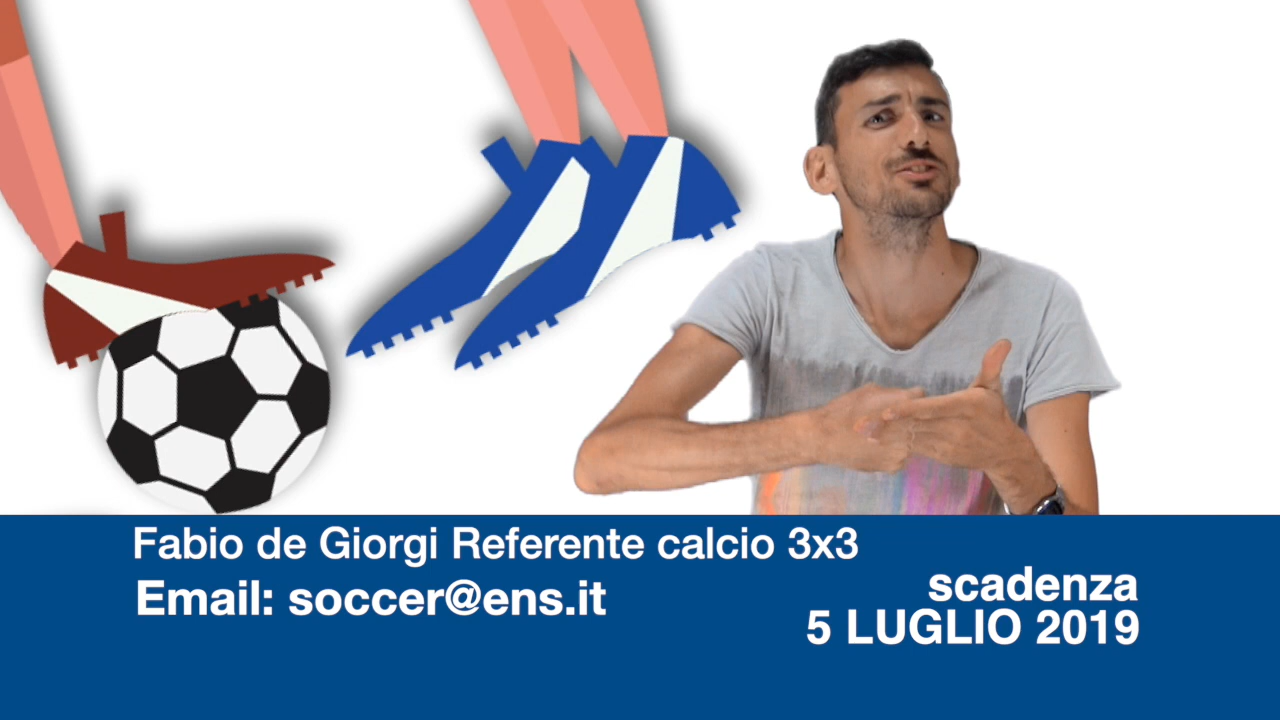 Fabio de Giorgi Referente calcio 3x3
Email: soccer@ens.it
scadenza
5 LUGLIO 2019